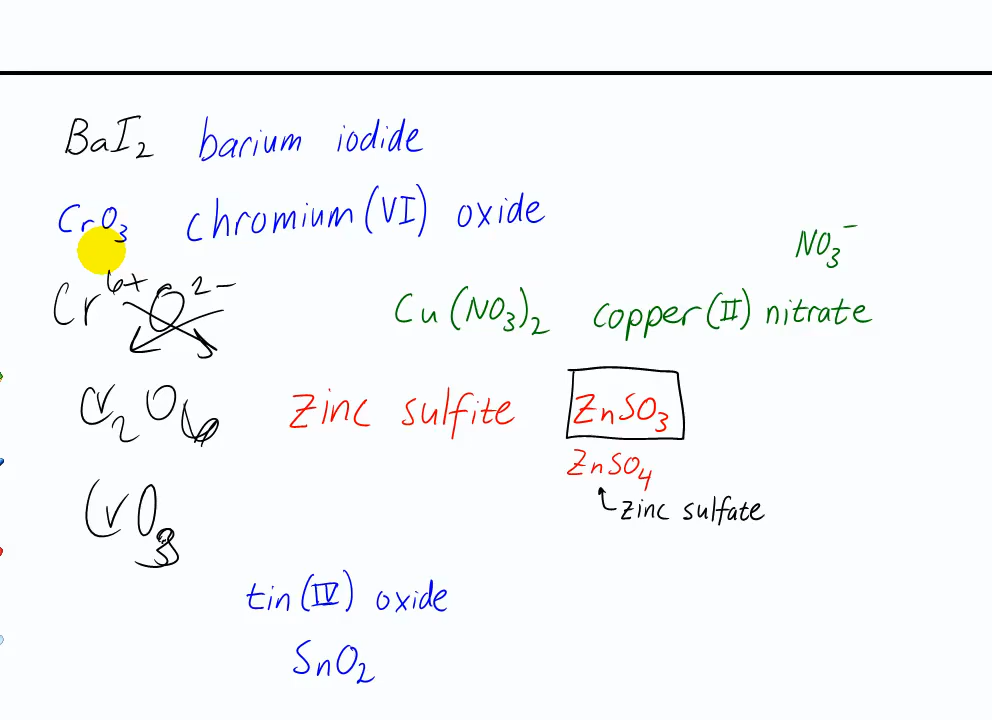 BaI₂ barium iodide
CrO₃ chromium (VI) oxide
NO₃⁻
Cr⁶⁺ O²⁻
Cu(NO₃)₂ copper (II) nitrate
Cr₂O₆ zinc sulfite ZnSO₃
ZnSO₄
zinc sulfate
CrO₃
tin (IV) oxide
SnO₂